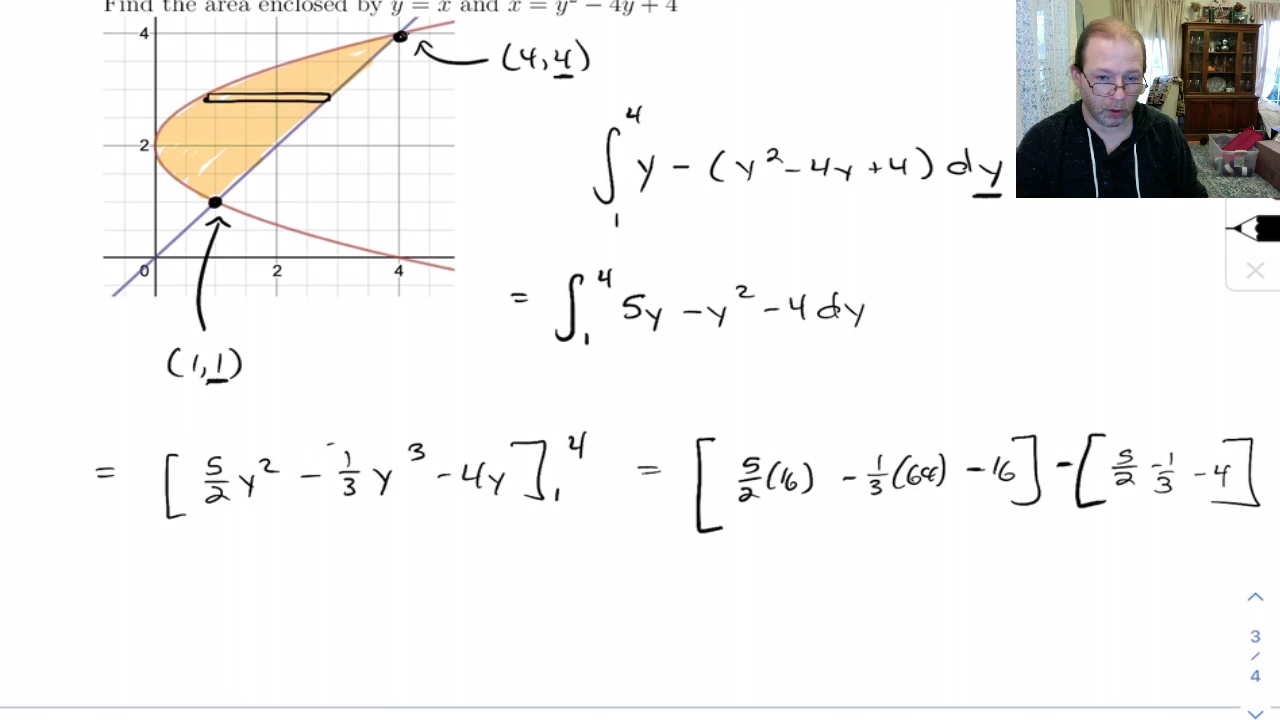 Find the area enclosed by y = x and x = y² − 4y + 4
4
(4,4)
2
0
2
4
(1,1)
∫₁⁴ y - (y² - 4y + 4) dy
= ∫₁⁴ 5y - y² - 4 dy
= [5/2 y² - 1/3 y³ - 4y]₁⁴ = [5/2(16) - 1/3(64) - 16] - [5/2 - 1/3 - 4]
3
/
4